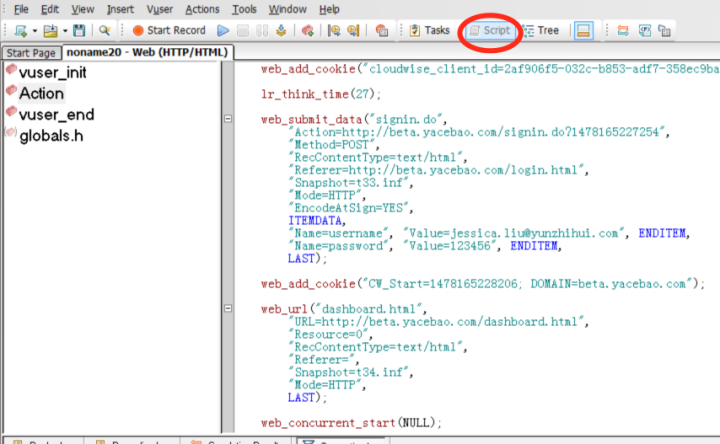 File Edit View Insert Vuser Actions Tools Window Help
Start Record Tasks Script Tree
Start Page noname20 - Web (HTTP/HTML)
vuser_init
Action
vuser_end
globals.h
web_add_cookie("cloudwise_client_id=2af906f5-032c-b853-adf7-358ec9ba
lr_think_time(27);
web_submit_data("signin.do",
"Action=http://beta.yacebao.com/signin.do?1478165227254",
"Method=POST",
"RecContentType=text/html",
"Referer=http://beta.yacebao.com/login.html",
"Snapshot=t33.inf",
"Mode=HTTP",
"EncodeAtSign=YES",
ITEMDATA,
"Name=username", "Value=jessica.liu@yunzhihui.com", ENDITEM,
"Name=password", "Value=123456", ENDITEM,
LAST);
web_add_cookie("CW_Start=1478165228206; DOMAIN=beta.yacebao.com");
web_url("dashboard.html",
"URL=http://beta.yacebao.com/dashboard.html",
"Resource=0",
"RecContentType=text/html",
"Referer=",
"Snapshot=t34.inf",
"Mode=HTTP",
LAST);
web_concurrent_start(NULL);